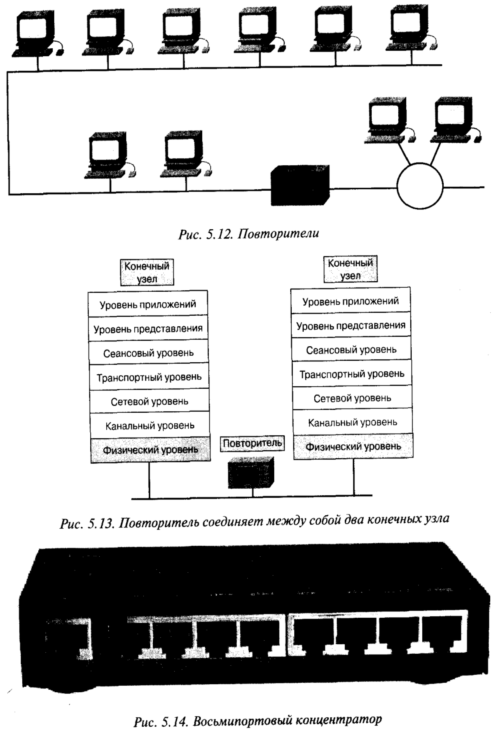 Рис. 5.12. Повторители
Конечный
узел
Конечный
узел
Уровень приложений
Уровень приложений
Уровень представления
Уровень представления
Сеансовый уровень
Сеансовый уровень
Транспортный уровень
Транспортный уровень
Сетевой уровень
Сетевой уровень
Канальный уровень
Канальный уровень
Физический уровень
Повторитель
Физический уровень
Рис. 5.13. Повторитель соединяет между собой два конечных узла
Рис. 5.14. Восьмипортовый концентратор